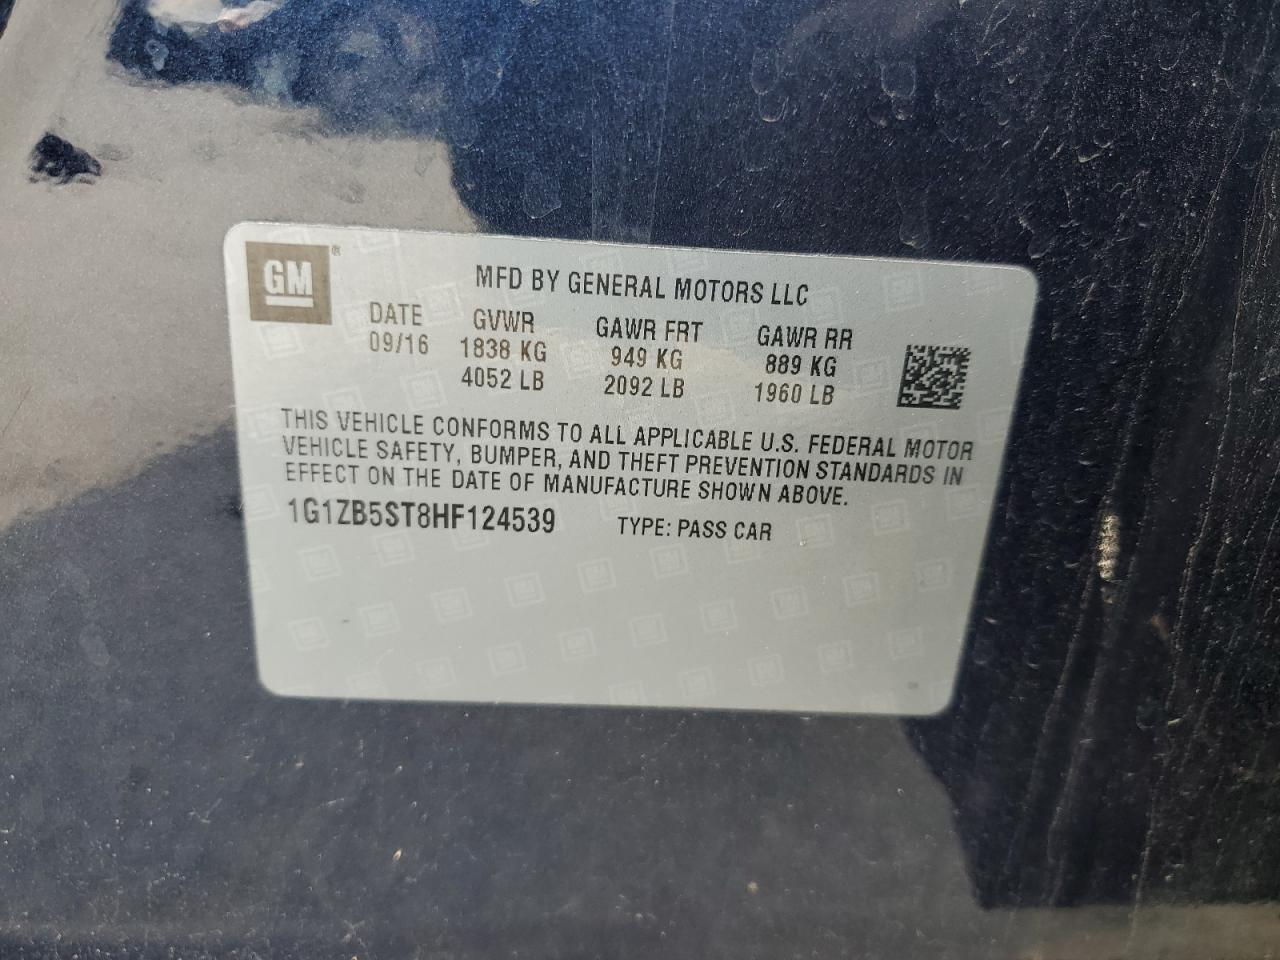 GM ®
MFD BY GENERAL MOTORS LLC
DATE GVWR GAWR FRT GAWR RR
09/16 1838 KG 949 KG 889 KG
4052 LB 2092 LB 1960 LB
THIS VEHICLE CONFORMS TO ALL APPLICABLE U.S. FEDERAL MOTOR
VEHICLE SAFETY, BUMPER, AND THEFT PREVENTION STANDARDS IN
EFFECT ON THE DATE OF MANUFACTURE SHOWN ABOVE.
1G1ZB5ST8HF124539 TYPE: PASS CAR